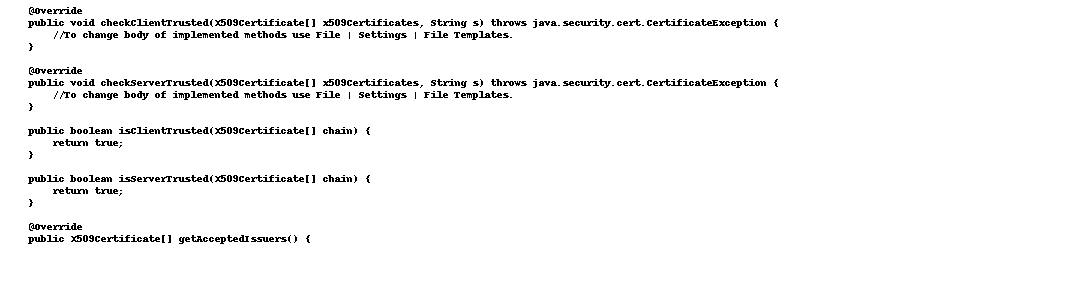 @Override
public void checkClientTrusted(X509Certificate[] x509Certificates, String s) throws java.security.cert.CertificateException {
//To change body of implemented methods use File | Settings | File Templates.
}
@Override
public void checkServerTrusted(X509Certificate[] x509Certificates, String s) throws java.security.cert.CertificateException {
//To change body of implemented methods use File | Settings | File Templates.
}
public boolean isClientTrusted(X509Certificate[] chain) {
return true;
}
public boolean isServerTrusted(X509Certificate[] chain) {
return true;
}
@Override
public X509Certificate[] getAcceptedIssuers() {